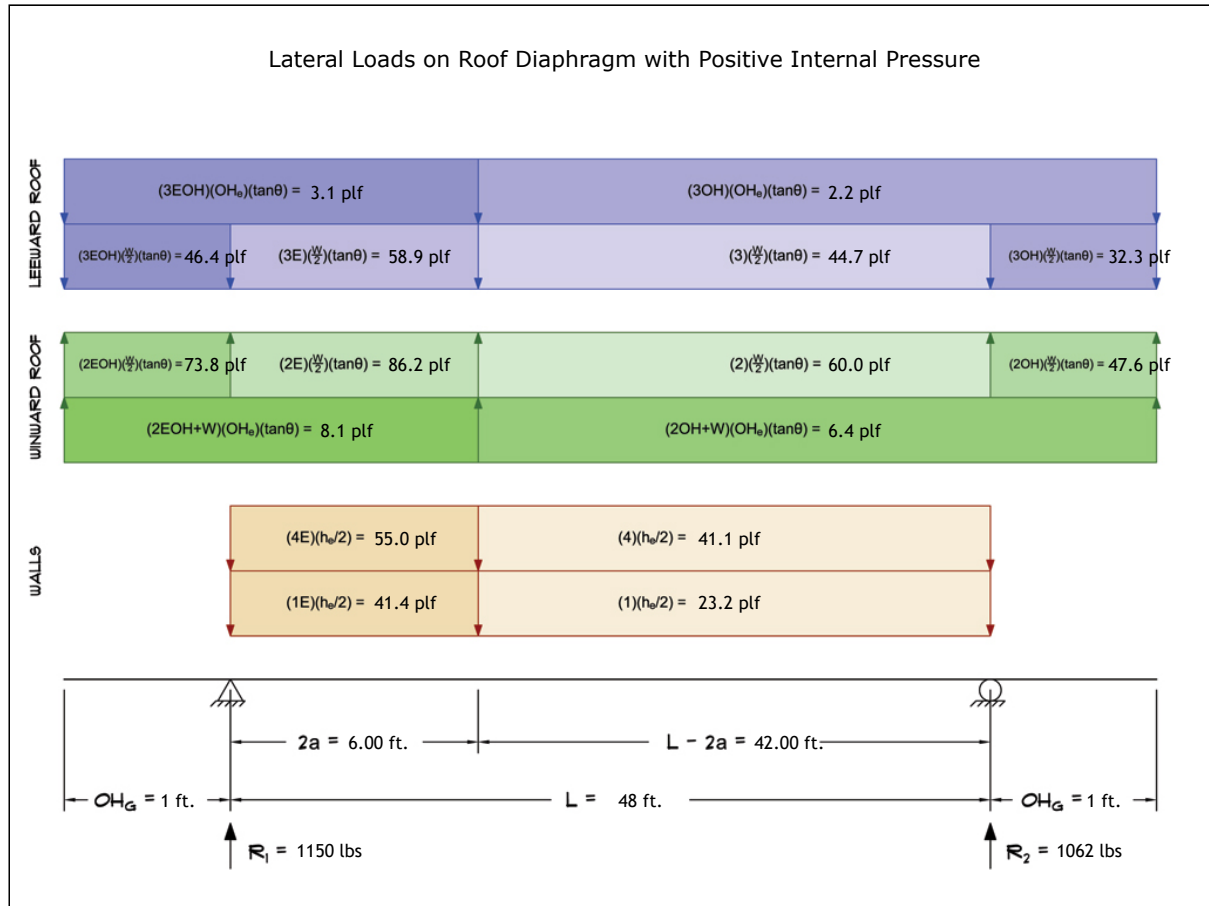 Lateral Loads on Roof Diaphragm with Positive Internal Pressure
LEEWARD ROOF
(3EOH)(OHₑ)(tanθ) = 3.1 plf
(3OH)(OHₑ)(tanθ) = 2.2 plf
(3EOH)(W/2)(tanθ) = 46.4 plf
(3E)(W/2)(tanθ) = 58.9 plf
(3)(W/2)(tanθ) = 44.7 plf
(3OH)(W/2)(tanθ) = 32.3 plf
WINWARD ROOF
(2EOH)(W/2)(tanθ) = 73.8 plf
(2E)(W/2)(tanθ) = 86.2 plf
(2)(W/2)(tanθ) = 60.0 plf
(2OH)(W/2)(tanθ) = 47.6 plf
(2EOH+W)(OHₑ)(tanθ) = 8.1 plf
(2OH+W)(OHₑ)(tanθ) = 6.4 plf
WALLS
(4E)(hₑ/2) = 55.0 plf
(4)(hₑ/2) = 41.1 plf
(1E)(hₑ/2) = 41.4 plf
(1)(hₑ/2) = 23.2 plf
2a = 6.00 ft.
L - 2a = 42.00 ft.
OH_G = 1 ft.
L = 48 ft.
OH_G = 1 ft.
R₁ = 1150 lbs
R₂ = 1062 lbs